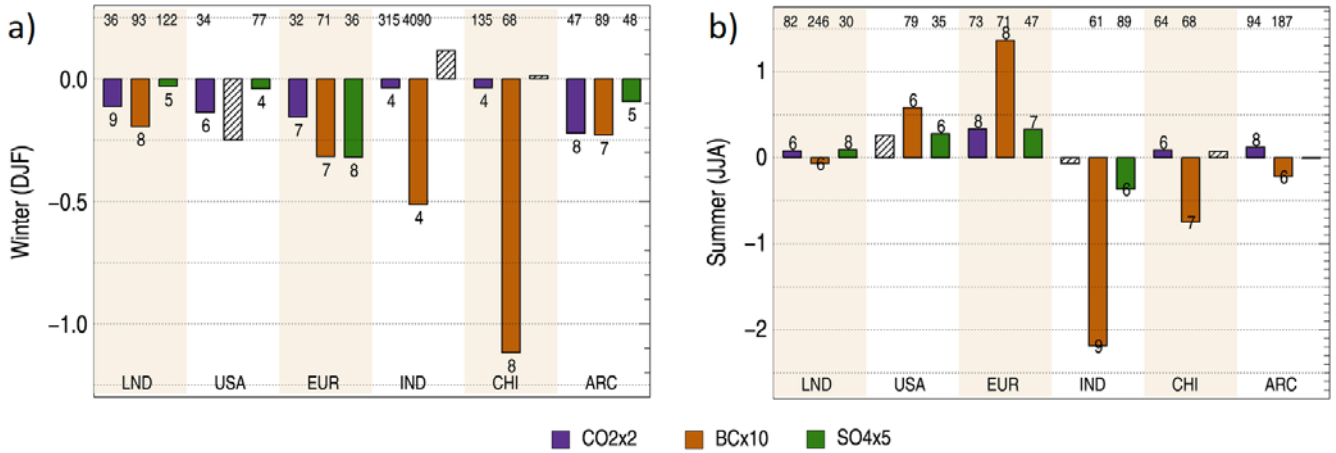 a)
36 93 122 34 77 32 71 36 315 4090 135 68 47 89 48
0.0
9 8 5 6 4 7 7 8 4 4 4 8 8 7 5
-0.5
-1.0
Winter (DJF)
LND USA EUR IND CHI ARC
b)
82 246 30 79 35 73 71 47 61 89 64 68 94 187
1
0
6 6 8 6 6 8 8 7 9 6 6 7 8 6
-1
-2
Summer (JJA)
LND USA EUR IND CHI ARC
CO2x2 BCx10 SO4x5